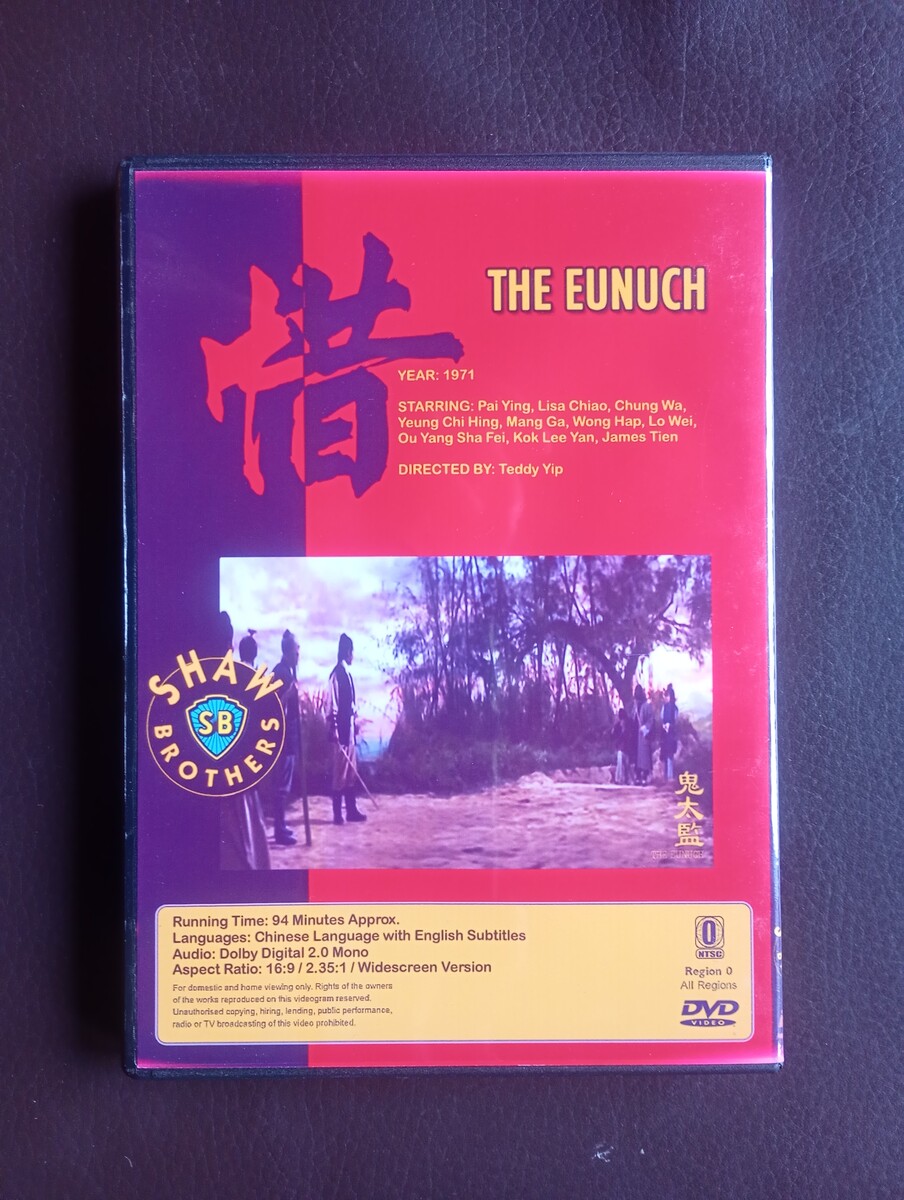 惜
THE EUNUCH
YEAR: 1971
STARRING: Pai Ying, Lisa Chiao, Chung Wa,
Yeung Chi Hing, Mang Ga, Wong Hap, Lo Wei,
Ou Yang Sha Fei, Kok Lee Yan, James Tien
DIRECTED BY: Teddy Yip
SHAW
SB
BROTHERS
鬼太監
THE EUNUCH
Running Time: 94 Minutes Approx.
Languages: Chinese Language with English Subtitles
Audio: Dolby Digital 2.0 Mono
Aspect Ratio: 16:9 / 2.35:1 / Widescreen Version
For domestic and home viewing only. Rights of the owners
of the works reproduced on this videogram reserved.
Unauthorised copying, hiring, lending, public performance,
radio or TV broadcasting of this video prohibited.
0
NTSC
Region 0
All Regions
DVD
VIDEO